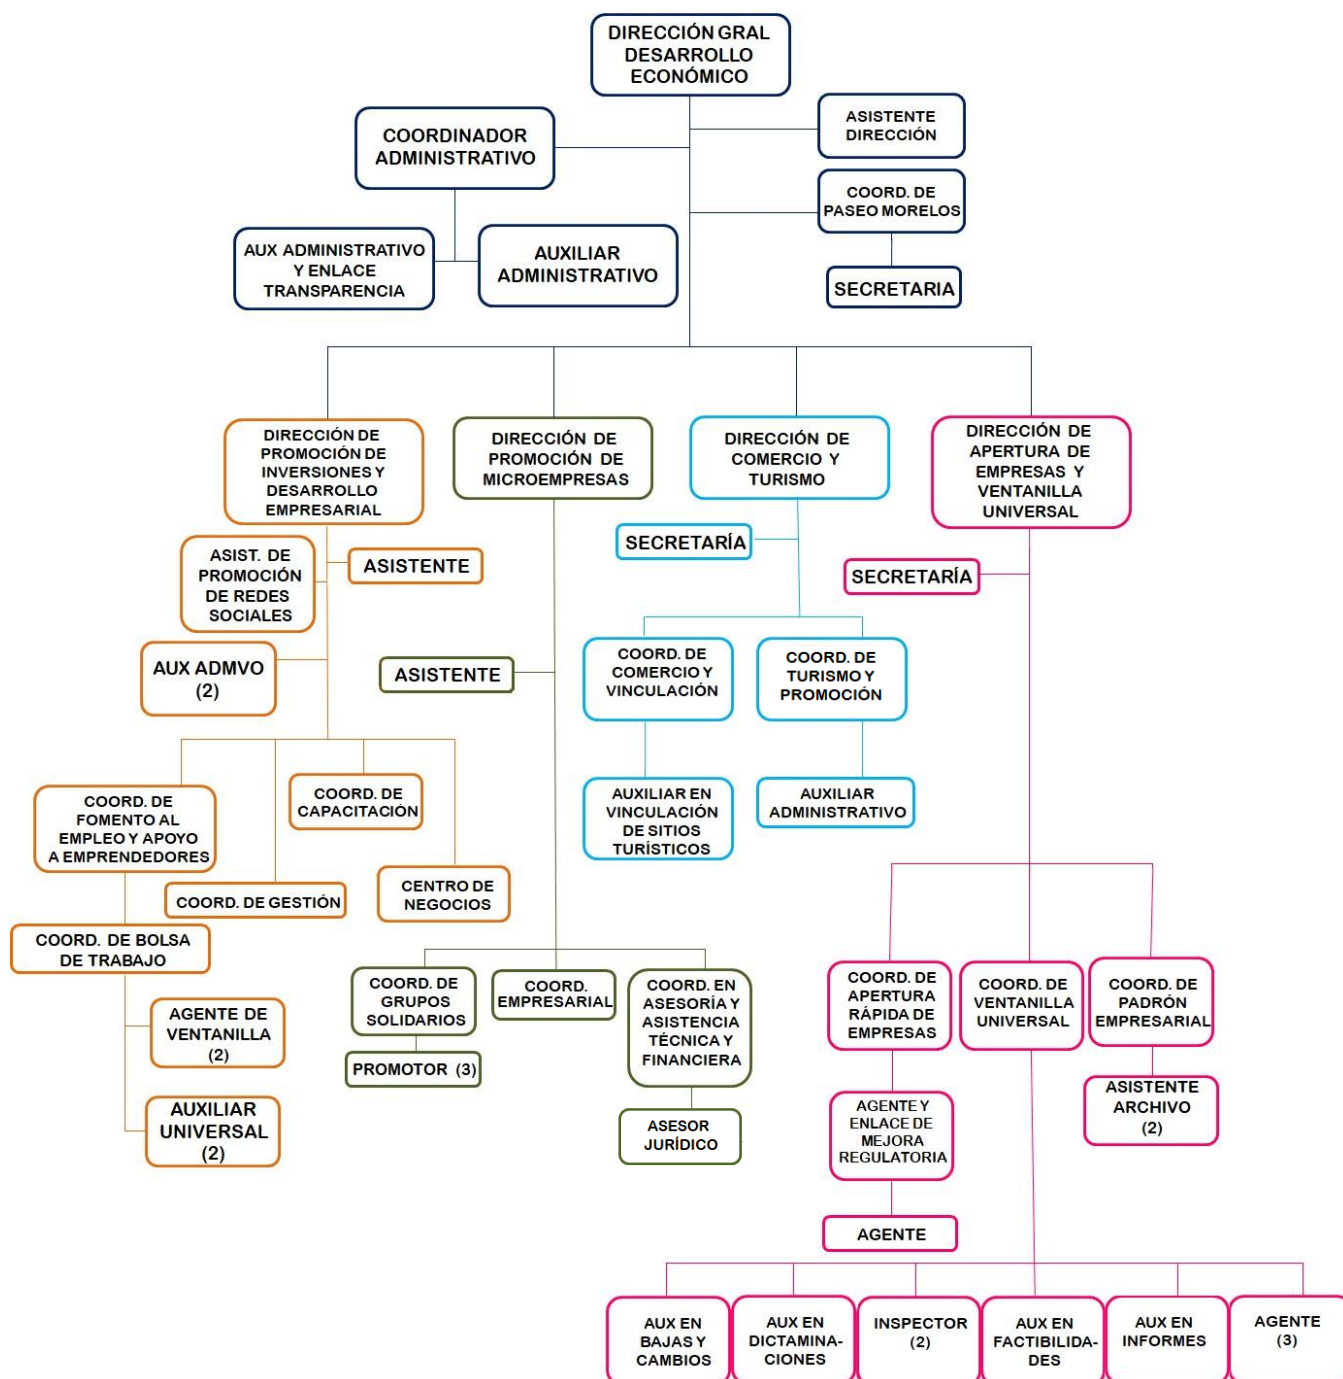 DIRECCIÓN GRAL
DESARROLLO
ECONÓMICO
COORDINADOR
ADMINISTRATIVO
ASISTENTE
DIRECCIÓN
COORD. DE
PASEO MORELOS
AUX ADMINISTRATIVO
Y ENLACE
TRANSPARENCIA
AUXILIAR
ADMINISTRATIVO
SECRETARIA
DIRECCIÓN DE
PROMOCIÓN DE
INVERSIONES Y
DESARROLLO
EMPRESARIAL
DIRECCIÓN DE
PROMOCIÓN DE
MICROEMPRESAS
DIRECCIÓN DE
COMERCIO Y
TURISMO
DIRECCIÓN DE
APERTURA DE
EMPRESAS Y
VENTANILLA
UNIVERSAL
ASIST. DE
PROMOCIÓN
DE REDES
SOCIALES
ASISTENTE
SECRETARÍA
SECRETARÍA
AUX ADMVO
(2)
ASISTENTE
COORD. DE
COMERCIO Y
VINCULACIÓN
COORD. DE
TURISMO Y
PROMOCIÓN
COORD. DE
FOMENTO AL
EMPLEO Y APOYO
A EMPRENDEDORES
COORD. DE
CAPACITACIÓN
AUXILIAR EN
VINCULACIÓN
DE SITIOS
TURÍSTICOS
AUXILIAR
ADMINISTRATIVO
COORD. DE GESTIÓN
CENTRO DE
NEGOCIOS
COORD. DE BOLSA
DE TRABAJO
AGENTE DE
VENTANILLA
(2)
AUXILIAR
UNIVERSAL
(2)
COORD. DE
GRUPOS
SOLIDARIOS
COORD.
EMPRESARIAL
COORD. EN
ASESORÍA Y
ASISTENCIA
TÉCNICA Y
FINANCIERA
PROMOTOR (3)
ASESOR
JURÍDICO
COORD. DE
APERTURA
RÁPIDA DE
EMPRESAS
COORD. DE
VENTANILLA
UNIVERSAL
COORD. DE
PADRÓN
EMPRESARIAL
AGENTE Y
ENLACE DE
MEJORA
REGULATORIA
ASISTENTE
ARCHIVO
(2)
AGENTE
AUX EN
BAJAS Y
CAMBIOS
AUX EN
DICTAMINA-
CIONES
INSPECTOR
(2)
AUX EN
FACTIBILIDA-
DES
AUX EN
INFORMES
AGENTE
(3)